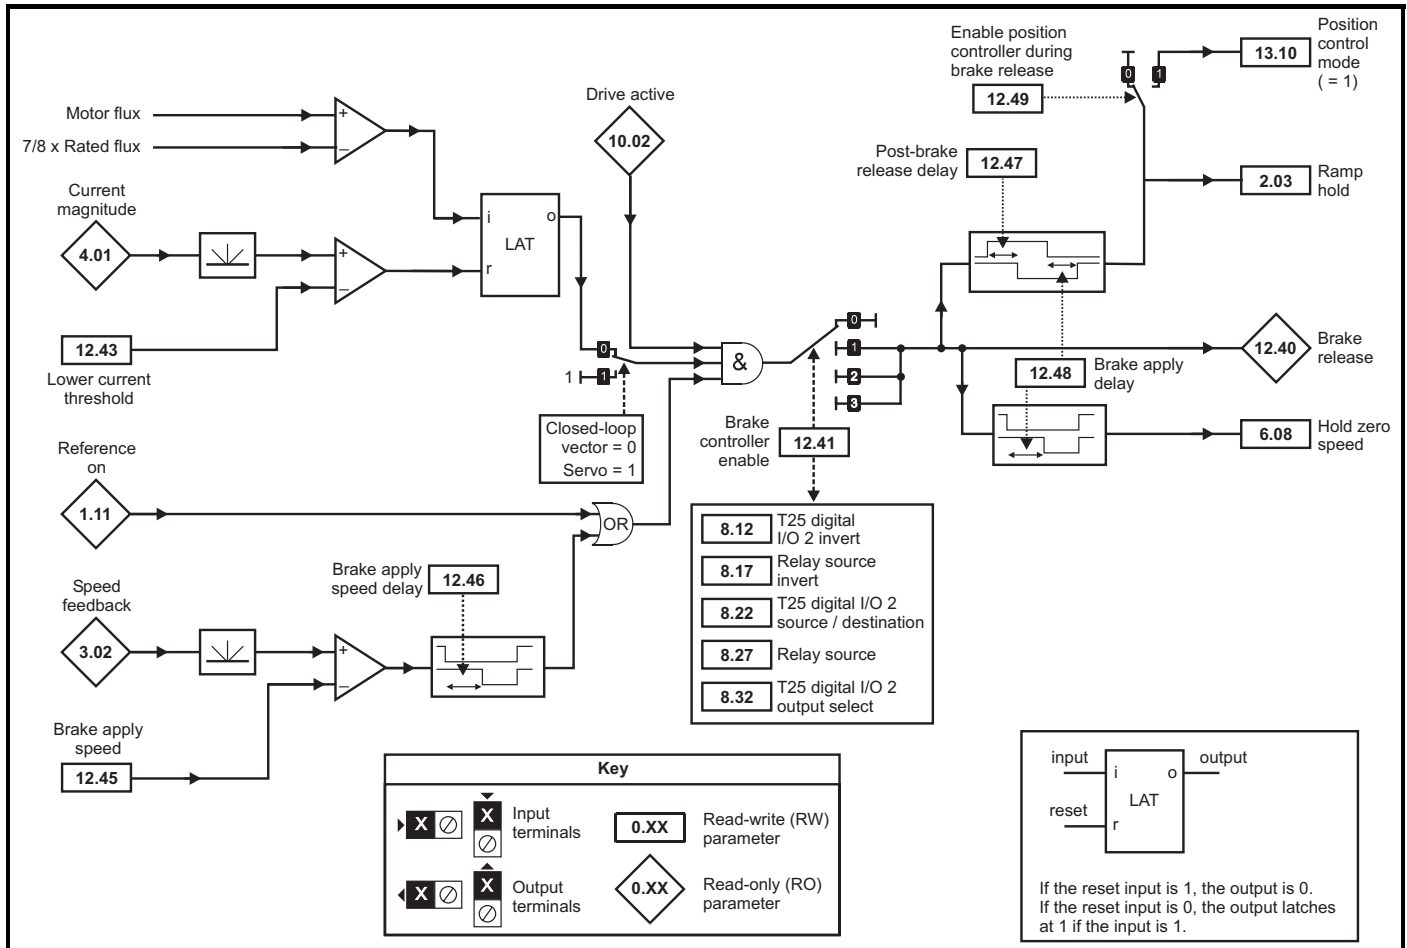 Enable position
controller during
brake release
12.49
0
1
13.10
Position
control
mode
( = 1)
Motor flux
7/8 x Rated flux
+
–
Drive active
10.02
Post-brake
release delay
12.47
2.03
Ramp
hold
Current
magnitude
4.01
+
–
i
o
LAT
r
12.43
Lower current
threshold
0
1
1
Closed-loop
vector = 0
Servo = 1
&
0
1
2
3
Brake
controller
enable
12.41
12.48
Brake apply
delay
12.40
Brake
release
6.08
Hold zero
speed
Reference
on
1.11
OR
8.12
T25 digital
I/O 2 invert
8.17
Relay source
invert
8.22
T25 digital I/O 2
source / destination
8.27
Relay source
8.32
T25 digital I/O 2
output select
Brake apply
speed delay
12.46
Speed
feedback
3.02
+
–
Brake apply
speed
12.45
Key
X
X
Input
terminals
0.XX
Read-write (RW)
parameter
X
X
Output
terminals
0.XX
Read-only (RO)
parameter
input
i
o
output
LAT
reset
r
If the reset input is 1, the output is 0.
If the reset input is 0, the output latches
at 1 if the input is 1.